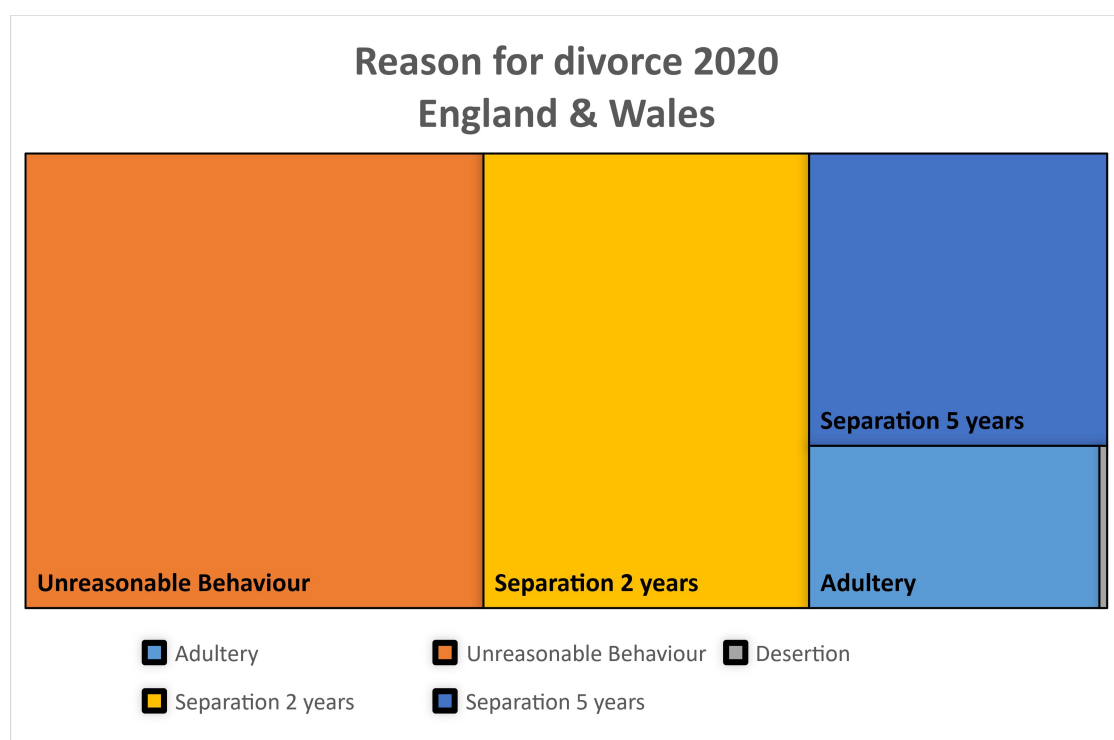 Reason for divorce 2020
England & Wales
Separation 5 years
Unreasonable Behaviour
Separation 2 years
Adultery
Adultery
Unreasonable Behaviour
Desertion
Separation 2 years
Separation 5 years